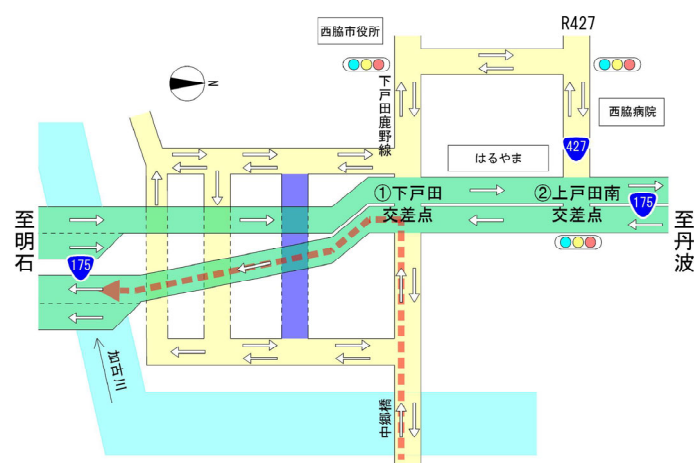 西脇市役所
R427
N
下戸田鹿野線
西脇病院
427
はるやま
①下戸田
交差点
②上戸田南
交差点
175
至明石
至丹波
175
加古川
中郷橋